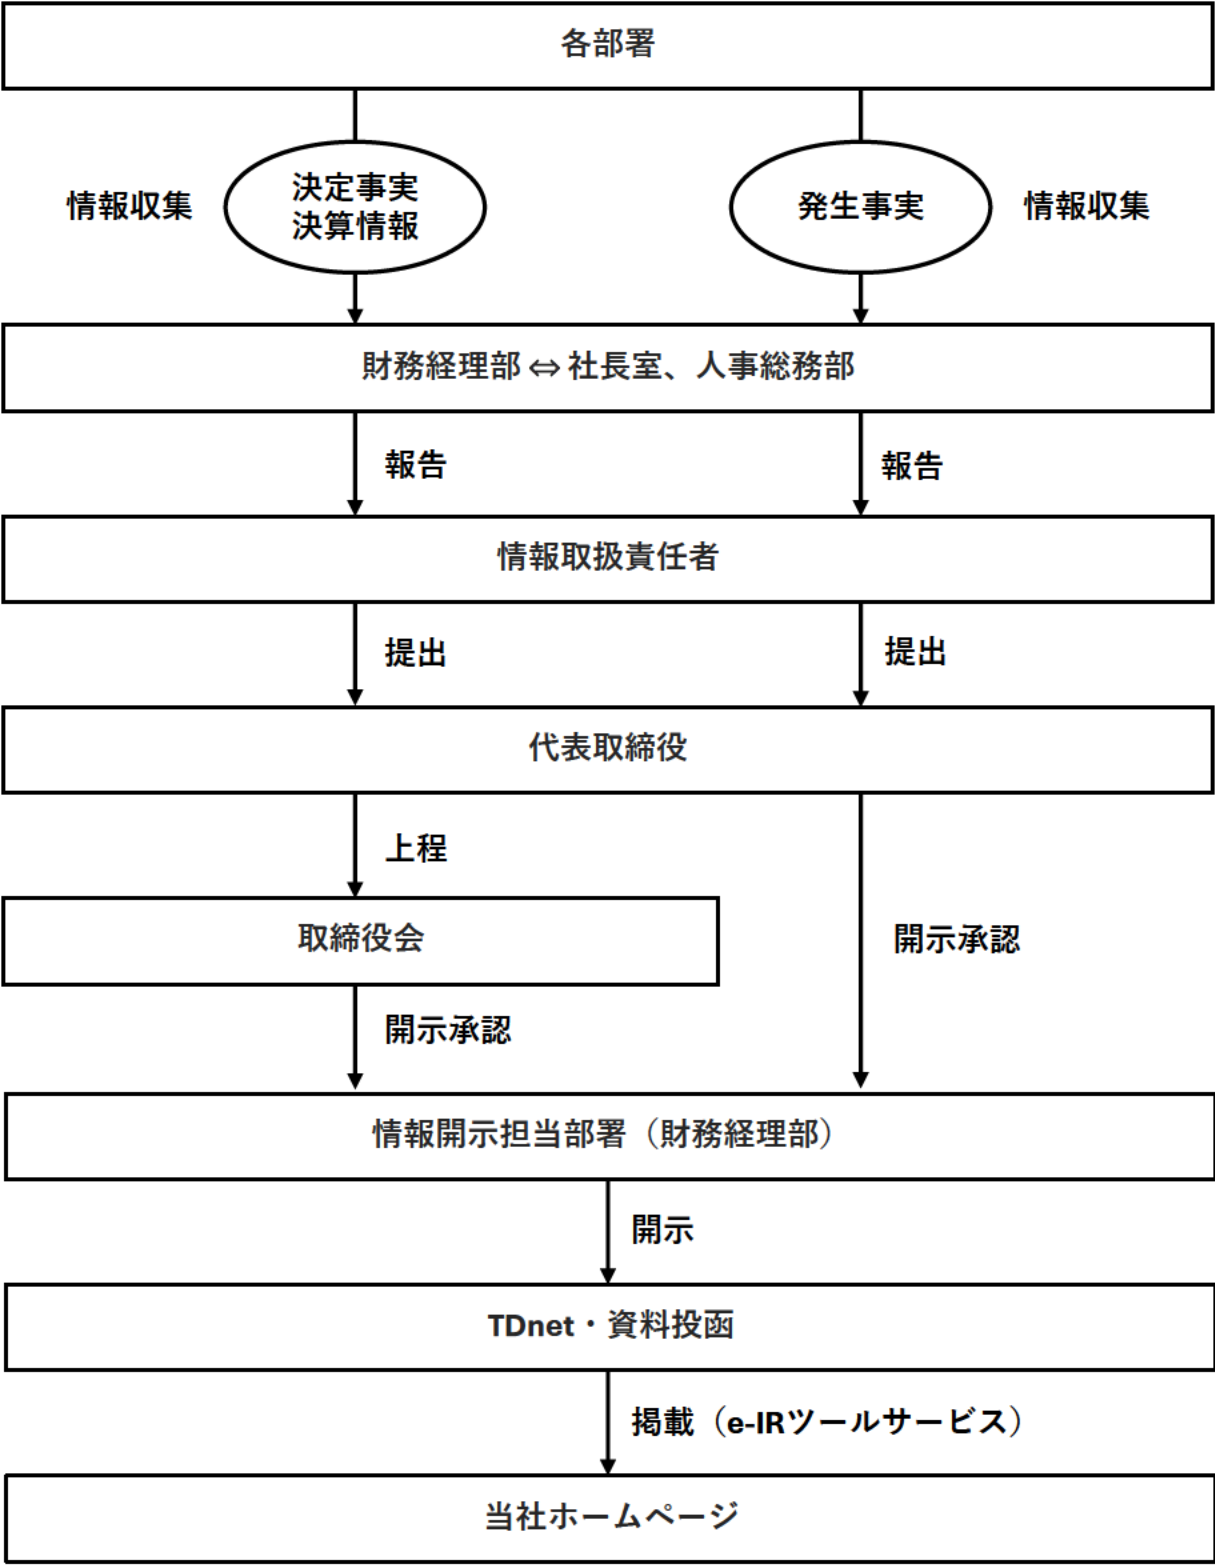 各部署
情報収集
決定事実
決算情報
発生事実
情報収集
財務経理部⇔社長室、人事総務部
報告
報告
情報取扱責任者
提出
提出
代表取締役
上程
取締役会
開示承認
開示承認
情報開示担当部署（財務経理部）
開示
TDnet・資料投函
掲載（e-IRツールサービス）
当社ホームページ